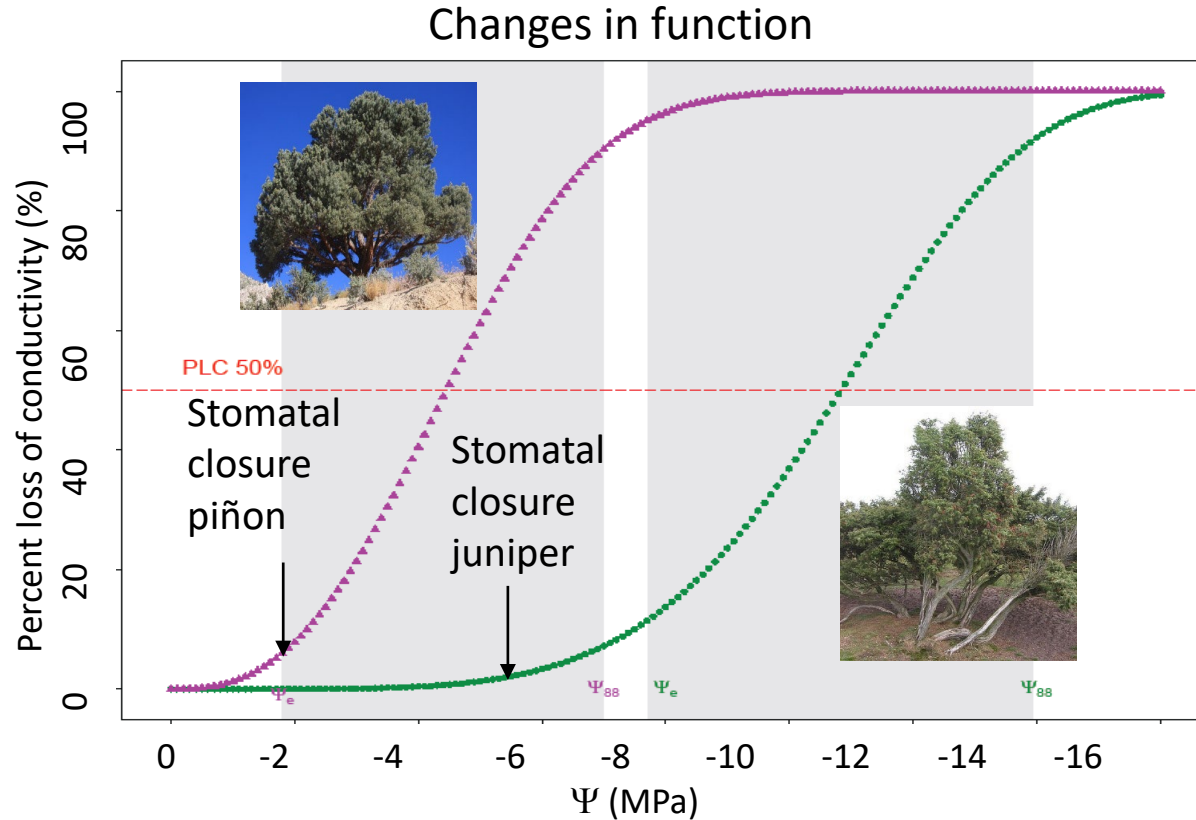 Changes in function
Percent loss of conductivity (%)
100
80
60
40
20
0
PLC 50%
Stomatal
closure
piñon
Stomatal
closure
juniper
Ψe
Ψ88
Ψe
Ψ88
0 -2 -4 -6 -8 -10 -12 -14 -16
Ψ (MPa)